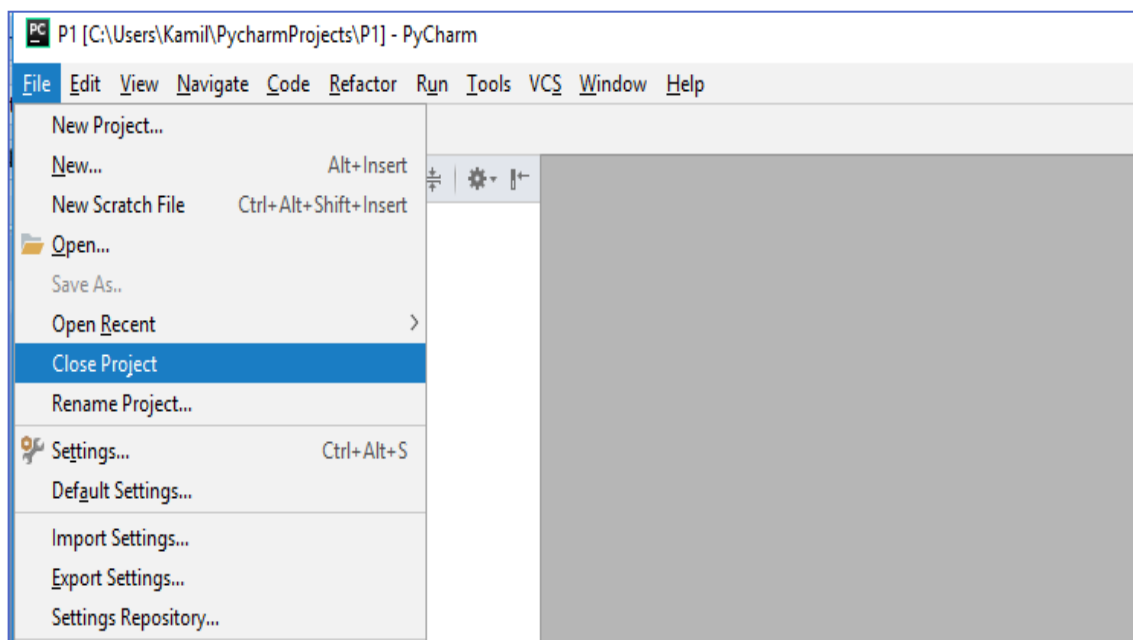 PC P1 [C:\Users\Kamil\PycharmProjects\P1] - PyCharm
File Edit View Navigate Code Refactor Run Tools VCS Window Help
New Project...
New... Alt+Insert
New Scratch File Ctrl+Alt+Shift+Insert
Open...
Save As..
Open Recent
Close Project
Rename Project...
Settings... Ctrl+Alt+S
Default Settings...
Import Settings...
Export Settings...
Settings Repository...